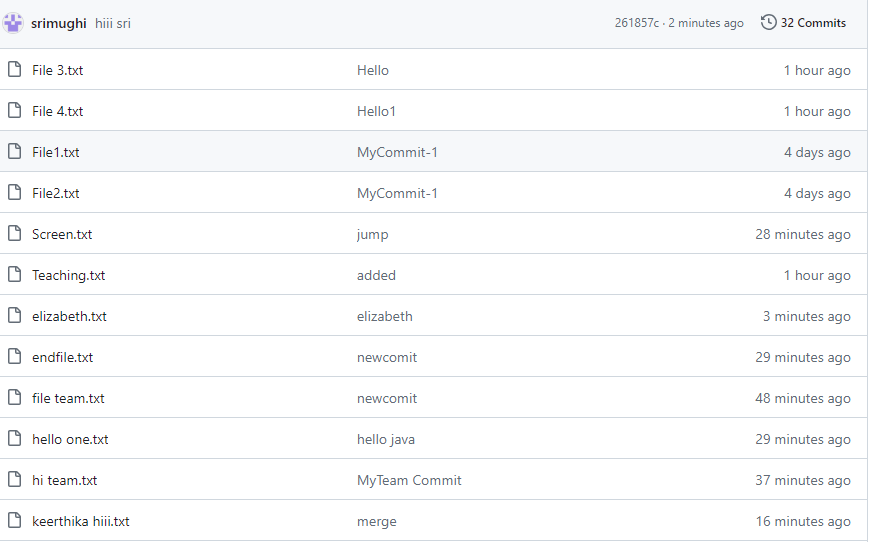 srimughi hiii sri 261857c · 2 minutes ago 32 Commits
File 3.txt Hello 1 hour ago
File 4.txt Hello1 1 hour ago
File1.txt MyCommit-1 4 days ago
File2.txt MyCommit-1 4 days ago
Screen.txt jump 28 minutes ago
Teaching.txt added 1 hour ago
elizabeth.txt elizabeth 3 minutes ago
endfile.txt newcomit 29 minutes ago
file team.txt newcomit 48 minutes ago
hello one.txt hello java 29 minutes ago
hi team.txt MyTeam Commit 37 minutes ago
keerthika hiii.txt merge 16 minutes ago